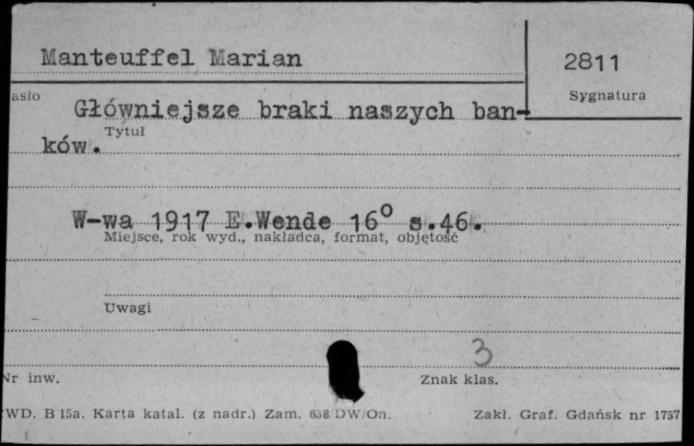 Manteuffel Marian
2811
Sygnatura
asło
Główniejsze braki naszych ban-
Tytuł
ków.
W-wa 1917 E.Wende 16° s.46.
Miejsce, rok wyd., nakładca, format, objętość
Uwagi
3
Nr inw.
Znak klas.
WD. B 15a. Karta katal. (z nadr.) Zam. DW/On.
Zakł. Graf. Gdańsk nr 1757